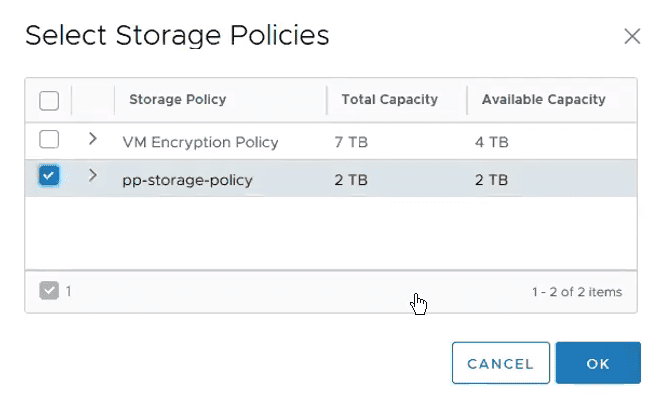 Select Storage Policies
Storage Policy Total Capacity Available Capacity
VM Encryption Policy 7 TB 4 TB
pp-storage-policy 2 TB 2 TB
1 1 - 2 of 2 items
CANCEL OK